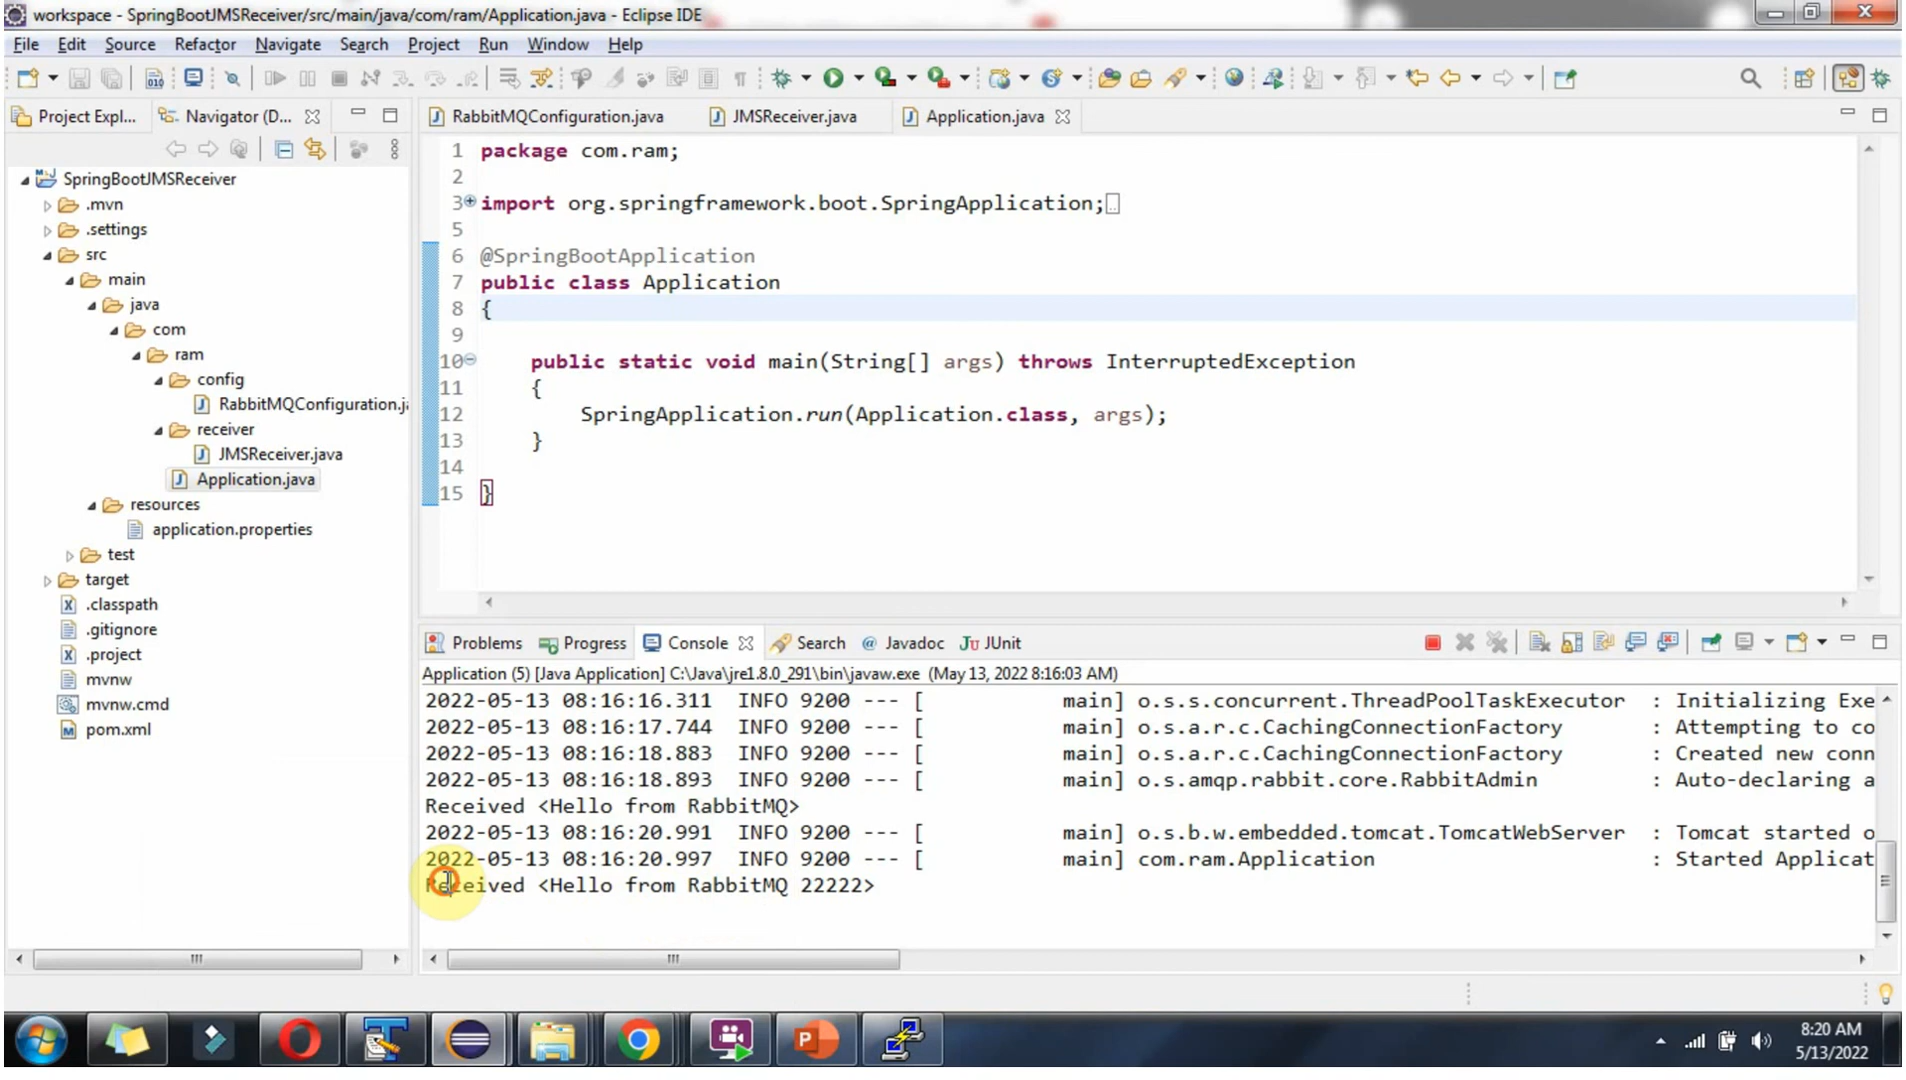 workspace - SpringBootJMSReceiver/src/main/java/com/ram/Application.java - Eclipse IDE
File Edit Source Refactor Navigate Search Project Run Window Help
Project Expl... Navigator (D...
RabbitMQConfiguration.java JMSReceiver.java Application.java
SpringBootJMSReceiver
.mvn
.settings
src
main
java
com
ram
config
RabbitMQConfiguration.ja
receiver
JMSReceiver.java
Application.java
resources
application.properties
test
target
.classpath
.gitignore
.project
mvnw
mvnw.cmd
pom.xml
1 package com.ram;
2
3 import org.springframework.boot.SpringApplication;
5
6 @SpringBootApplication
7 public class Application
8 {
9
10 public static void main(String[] args) throws InterruptedException
11 {
12 SpringApplication.run(Application.class, args);
13 }
14
15 }
Problems Progress Console Search @ Javadoc JUnit
Application (5) [Java Application] C:\Java\jre1.8.0_291\bin\javaw.exe (May 13, 2022 8:16:03 AM)
2022-05-13 08:16:16.311 INFO 9200 --- [ main] o.s.s.concurrent.ThreadPoolTaskExecutor : Initializing Exe
2022-05-13 08:16:17.744 INFO 9200 --- [ main] o.s.a.r.c.CachingConnectionFactory : Attempting to co
2022-05-13 08:16:18.883 INFO 9200 --- [ main] o.s.a.r.c.CachingConnectionFactory : Created new conn
2022-05-13 08:16:18.893 INFO 9200 --- [ main] o.s.amqp.rabbit.core.RabbitAdmin : Auto-declaring a
Received <Hello from RabbitMQ>
2022-05-13 08:16:20.991 INFO 9200 --- [ main] o.s.b.w.embedded.tomcat.TomcatWebServer : Tomcat started o
2022-05-13 08:16:20.997 INFO 9200 --- [ main] com.ram.Application : Started Applicat
Received <Hello from RabbitMQ 22222>
8:20 AM
5/13/2022